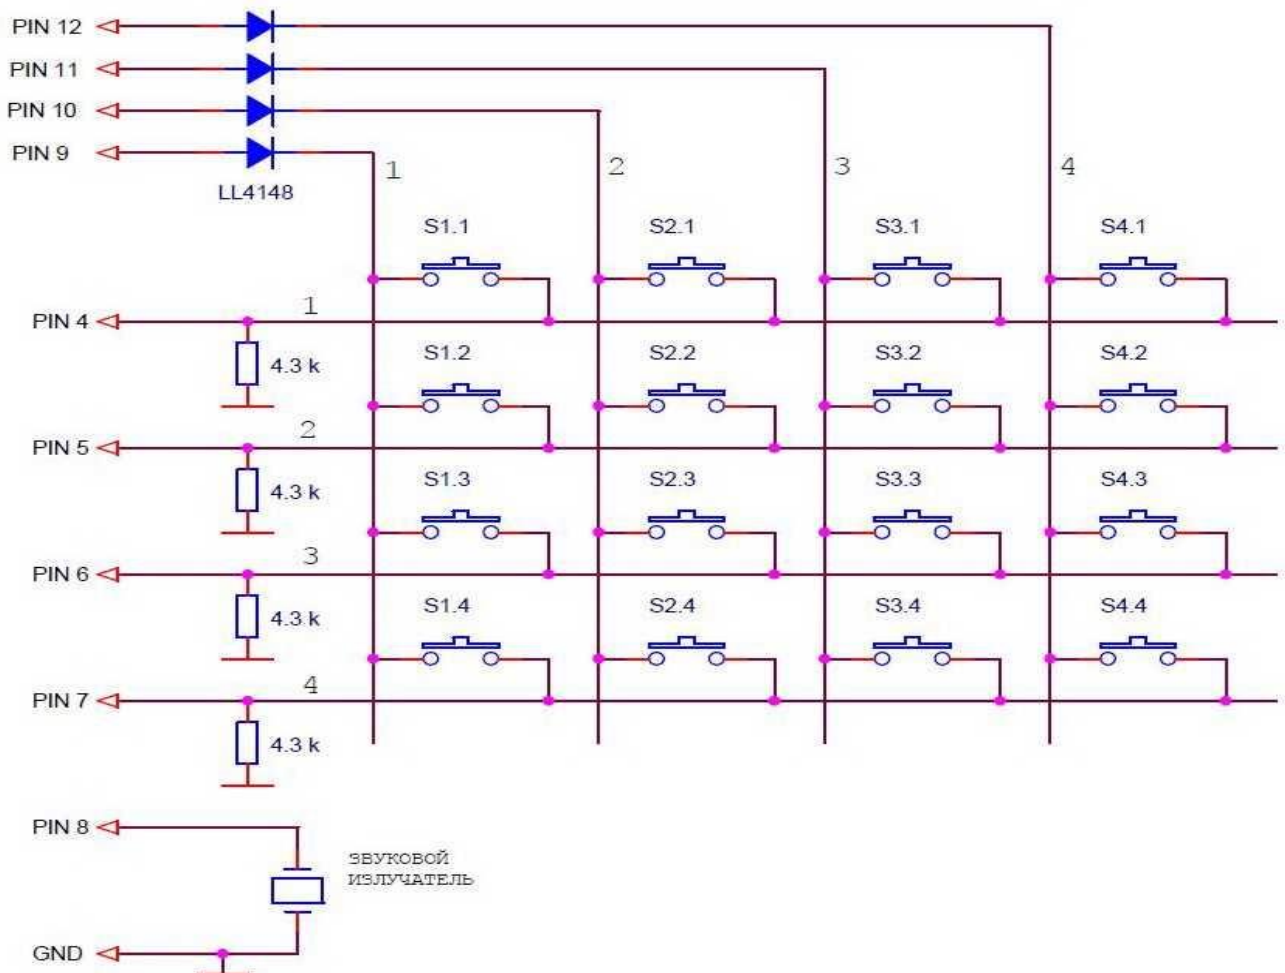 PIN 12
PIN 11
PIN 10
PIN 9
LL4148
1 2 3 4
S1.1 S2.1 S3.1 S4.1
PIN 4 1
4.3 k
S1.2 S2.2 S3.2 S4.2
PIN 5 2
4.3 k
S1.3 S2.3 S3.3 S4.3
PIN 6 3
4.3 k
S1.4 S2.4 S3.4 S4.4
PIN 7 4
4.3 k
PIN 8
ЗВУКОВОЙ
ИЗЛУЧАТЕЛЬ
GND